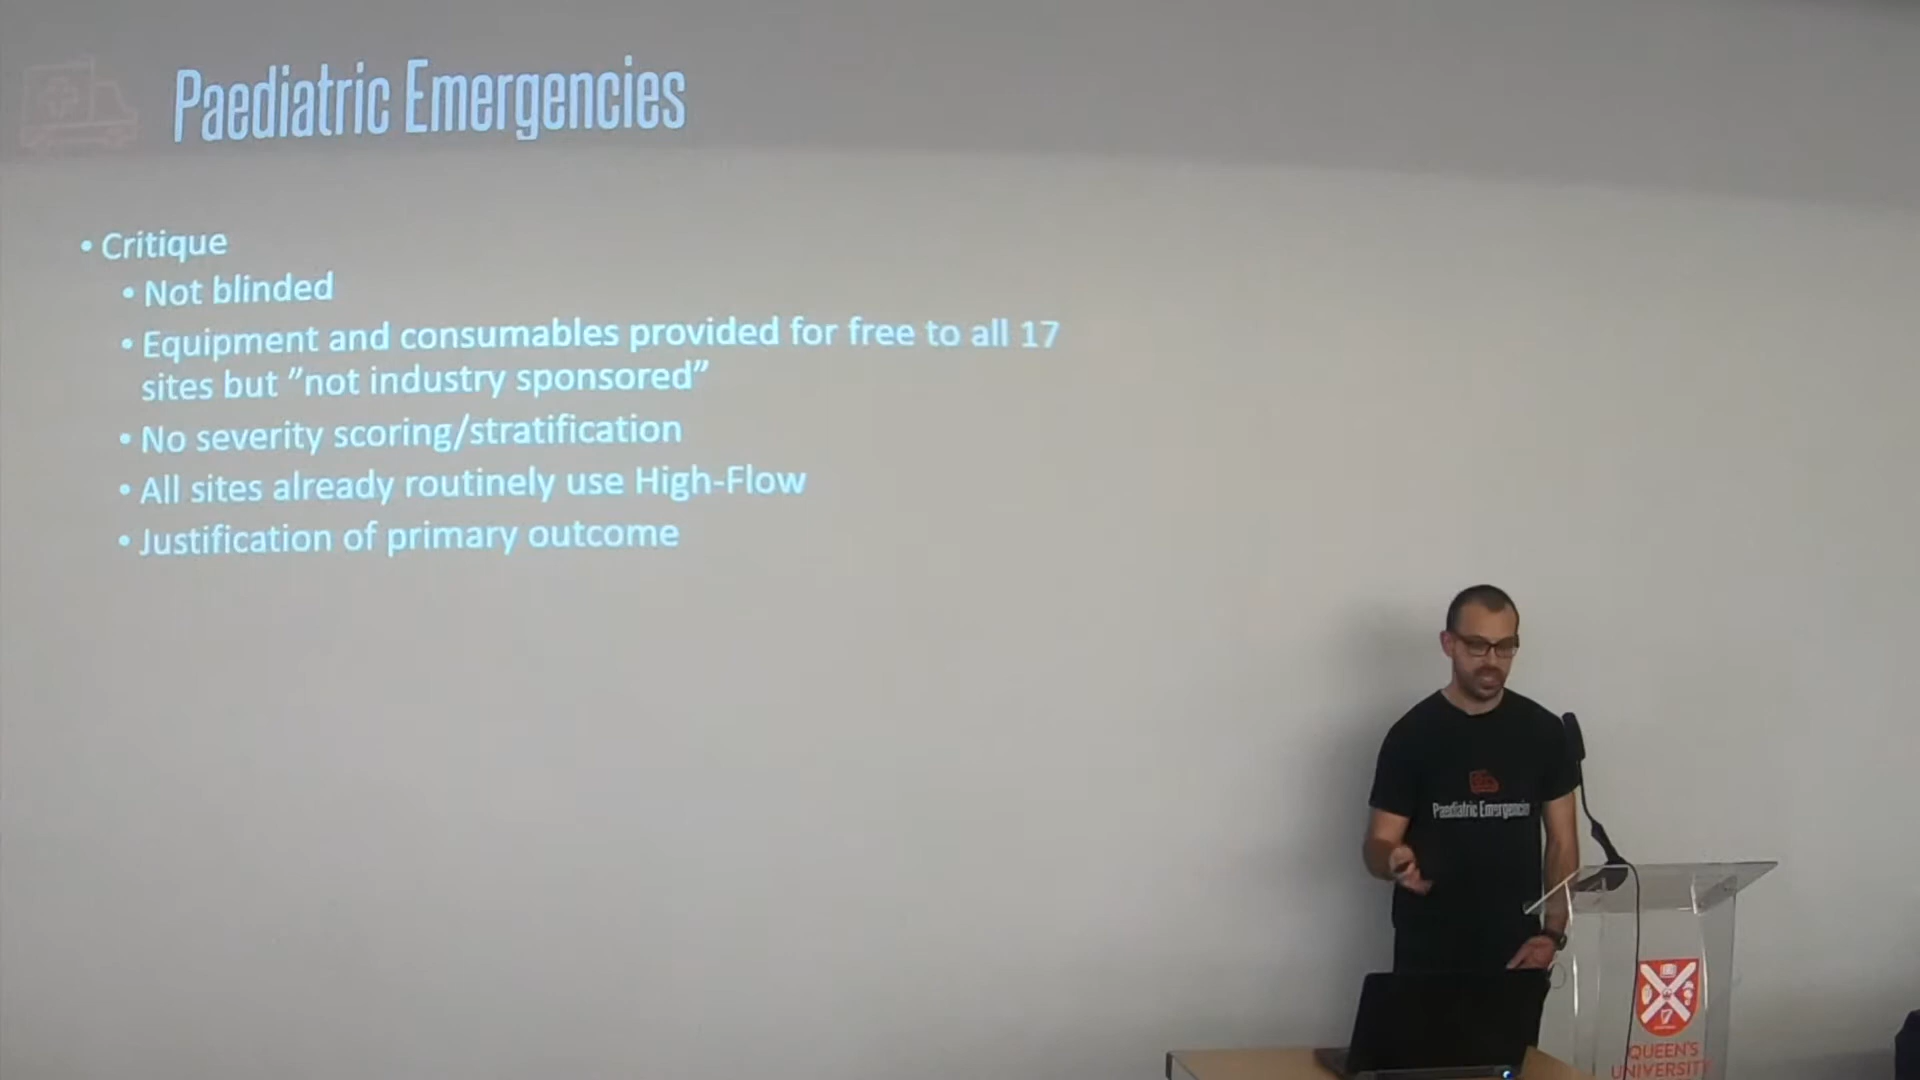 Paediatric Emergencies
• Critique
• Not blinded
• Equipment and consumables provided for free to all 17
sites but ”not industry sponsored”
• No severity scoring/stratification
• All sites already routinely use High-Flow
• Justification of primary outcome
Paediatric Emergencies
QUEEN'S
UNIVERSITY